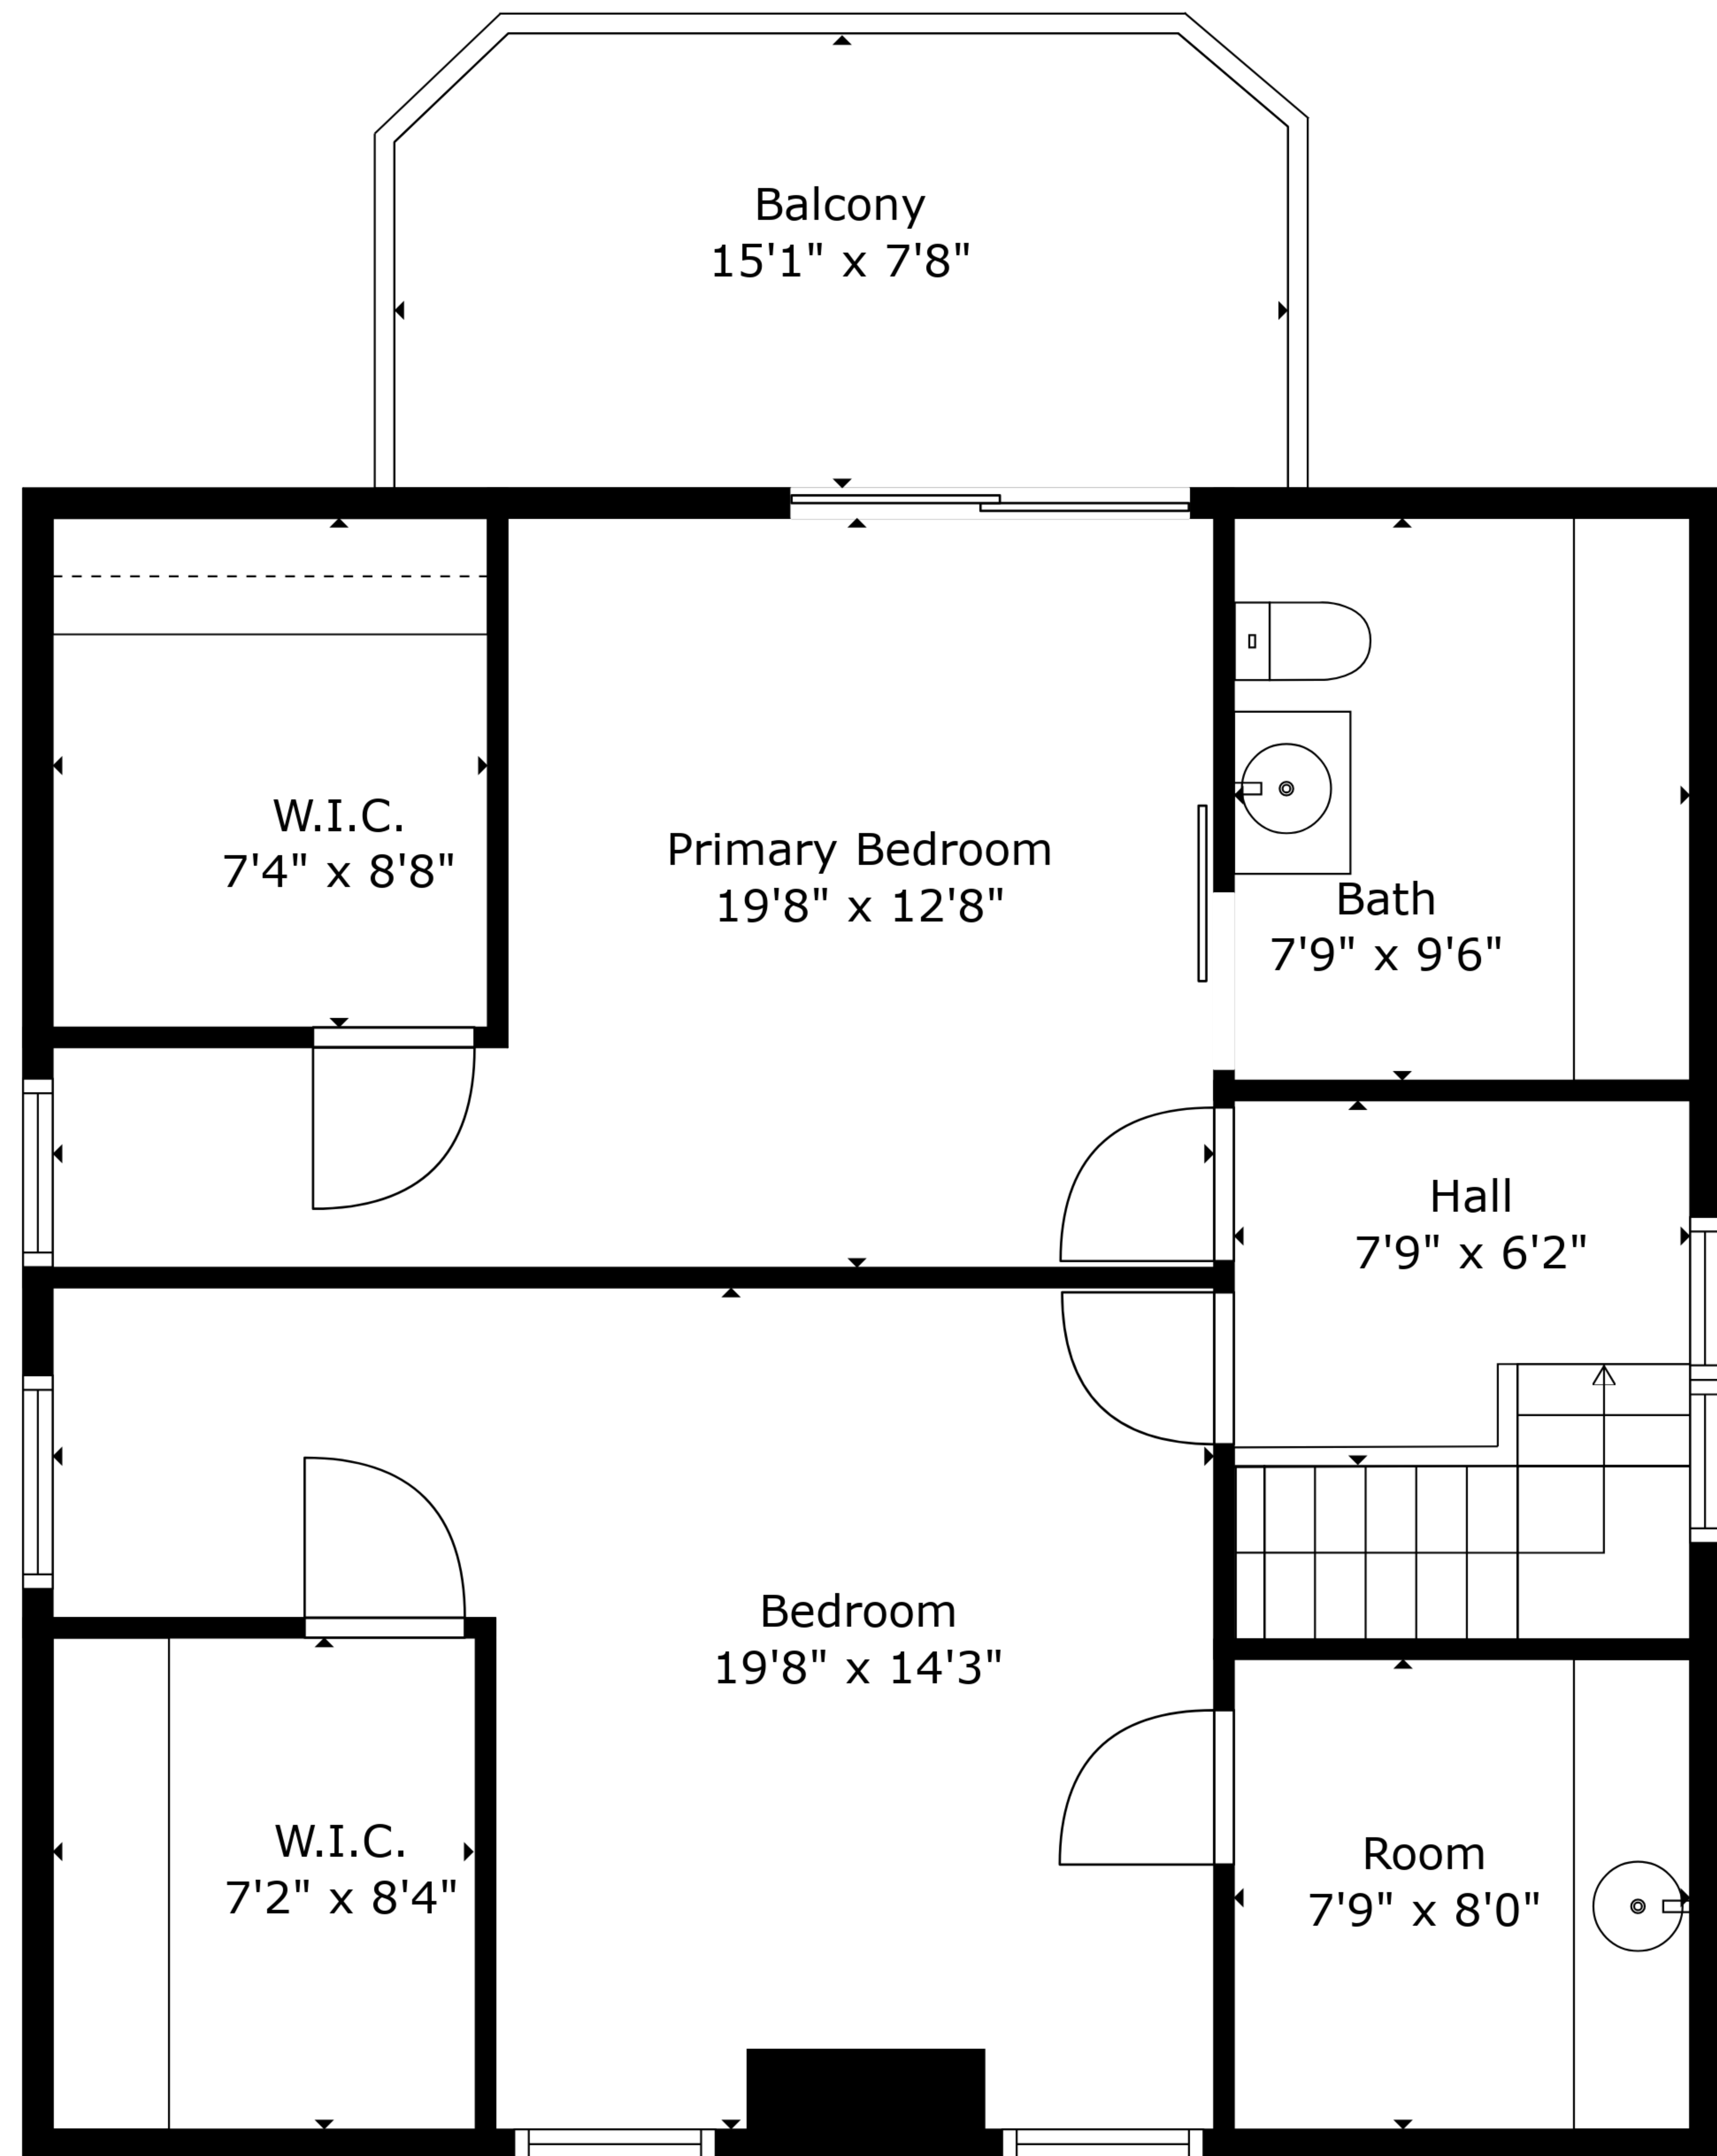 Balcony
15'1" x 7'8"
W.I.C.
7'4" x 8'8"
Primary Bedroom
19'8" x 12'8"
Bath
7'9" x 9'6"
Hall
7'9" x 6'2"
Bedroom
19'8" x 14'3"
W.I.C.
7'2" x 8'4"
Room
7'9" x 8'0"